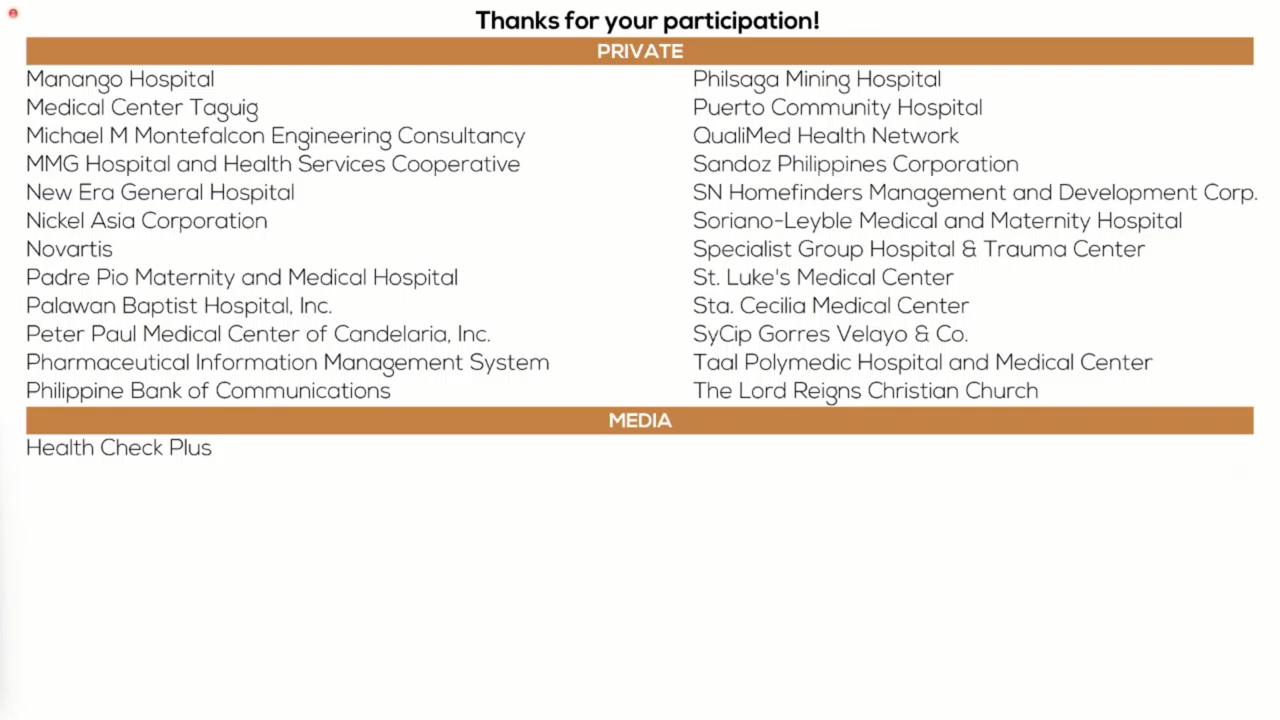 Thanks for your participation!
PRIVATE
Manango Hospital
Medical Center Taguig
Michael M Montefalcon Engineering Consultancy
MMG Hospital and Health Services Cooperative
New Era General Hospital
Nickel Asia Corporation
Novartis
Padre Pio Maternity and Medical Hospital
Palawan Baptist Hospital, Inc.
Peter Paul Medical Center of Candelaria, Inc.
Pharmaceutical Information Management System
Philippine Bank of Communications
Philsaga Mining Hospital
Puerto Community Hospital
QualiMed Health Network
Sandoz Philippines Corporation
SN Homefinders Management and Development Corp.
Soriano-Leyble Medical and Maternity Hospital
Specialist Group Hospital & Trauma Center
St. Luke's Medical Center
Sta. Cecilia Medical Center
SyCip Gorres Velayo & Co.
Taal Polymedic Hospital and Medical Center
The Lord Reigns Christian Church
MEDIA
Health Check Plus